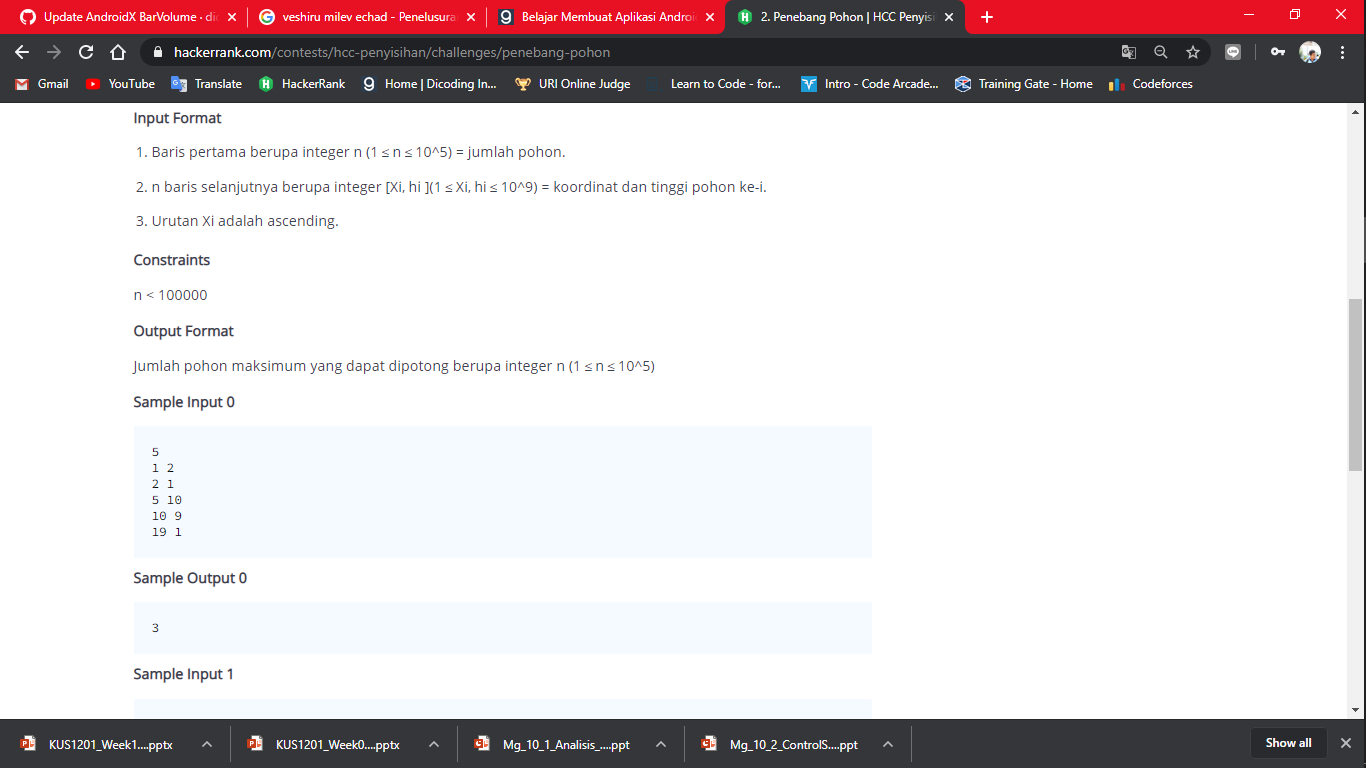 Update AndroidX BarVolume · dic
veshiru milev echad - Penelusura
Belajar Membuat Aplikasi Androi
2. Penebang Pohon | HCC Penyisi
hackerrank.com/contests/hcc-penyisihan/challenges/penebang-pohon
Gmail YouTube Translate HackerRank Home | Dicoding In... URI Online Judge Learn to Code - for... Intro - Code Arcade... Training Gate - Home Codeforces
Input Format
1. Baris pertama berupa integer n (1 ≤ n ≤ 10^5) = jumlah pohon.
2. n baris selanjutnya berupa integer [Xi, hi ](1 ≤ Xi, hi ≤ 10^9) = koordinat dan tinggi pohon ke-i.
3. Urutan Xi adalah ascending.
Constraints
n < 100000
Output Format
Jumlah pohon maksimum yang dapat dipotong berupa integer n (1 ≤ n ≤ 10^5)
Sample Input 0
5
1 2
2 1
5 10
10 9
19 1
Sample Output 0
3
Sample Input 1
KUS1201_Week1....pptx KUS1201_Week0....pptx Mg_10_1_Analisis_....ppt Mg_10_2_ControlS....ppt Show all